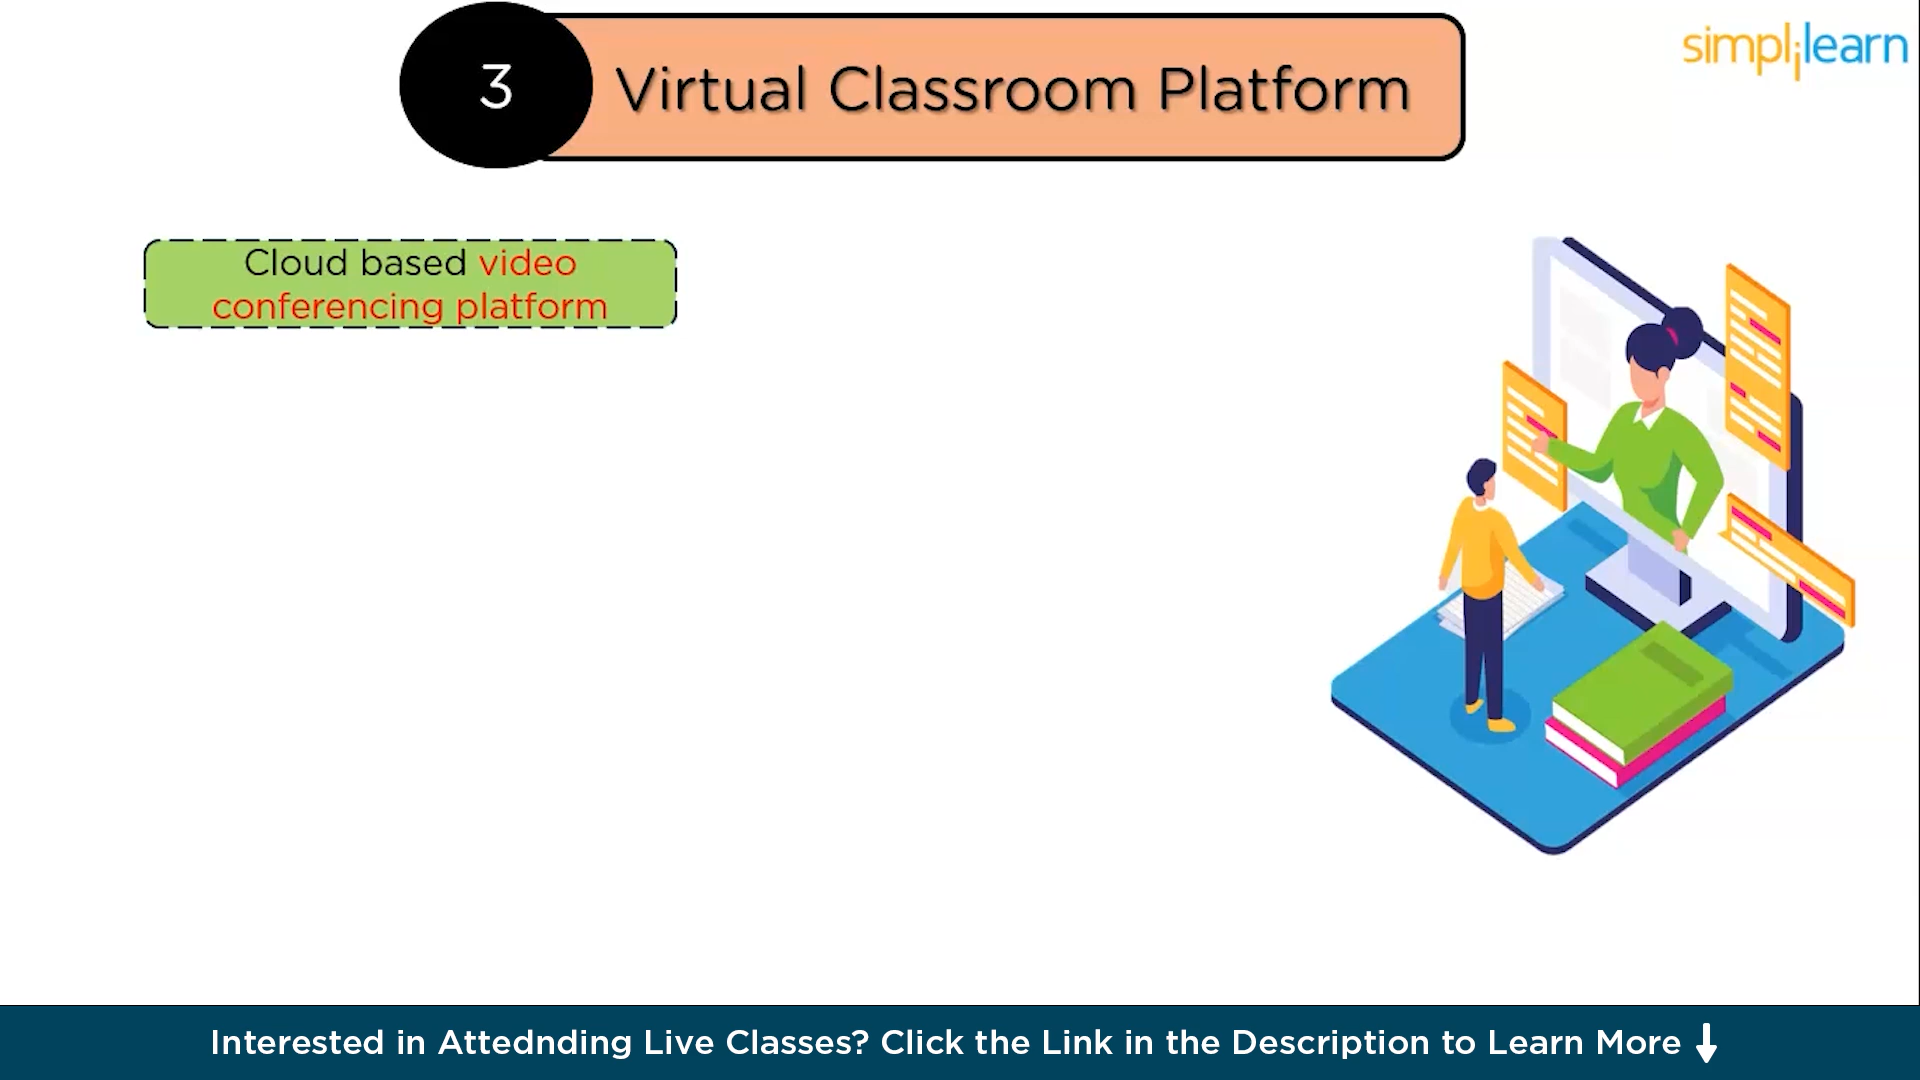 3
Virtual Classroom Platform
simplilearn
Cloud based video
conferencing platform
Interested in Attednding Live Classes? Click the Link in the Description to Learn More